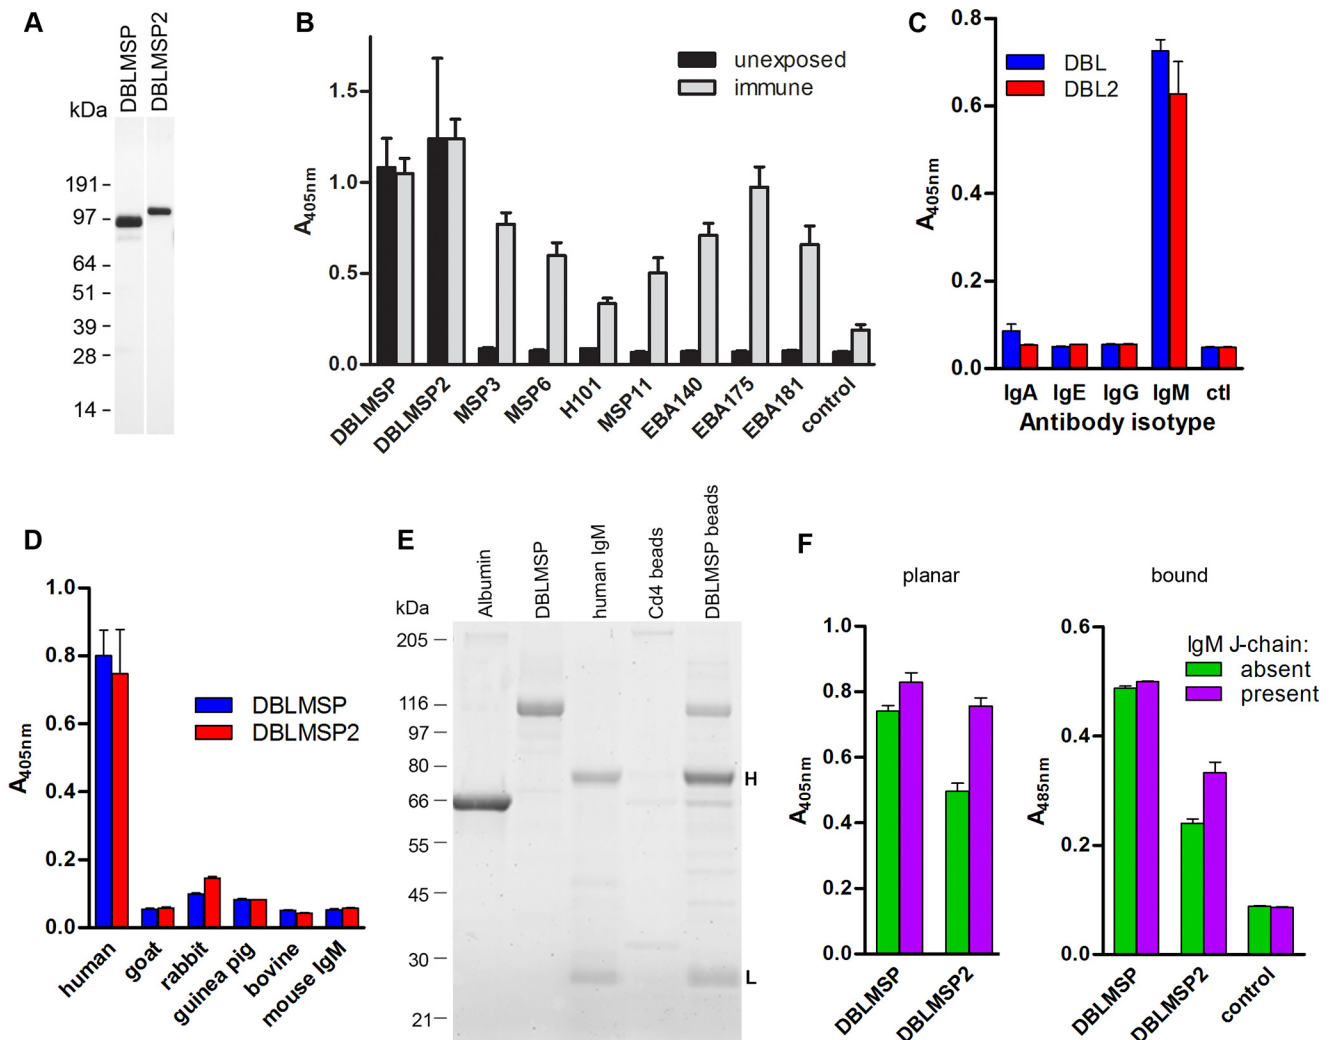 A
DBLMSP
DBLMSP2
kDa
191
97
64
51
39
28
14
B
unexposed
immune
A405nm
1.5
1.0
0.5
0.0
DBLMSP
DBLMSP2
MSP3
MSP6
H101
MSP11
EBA140
EBA175
EBA181
control
C
DBL
DBL2
A405nm
0.8
0.6
0.4
0.2
0.0
IgA IgE IgG IgM ctl
Antibody isotype
D
DBLMSP
DBLMSP2
A405nm
1.0
0.8
0.6
0.4
0.2
0.0
human
goat
rabbit
guinea pig
bovine
mouse IgM
E
Albumin
DBLMSP
human IgM
Cd4 beads
DBLMSP beads
kDa
205
116
97
80
66
55
45
30
21
H
L
F
planar
A405nm
1.0
0.8
0.6
0.4
0.2
0.0
DBLMSP
DBLMSP2
bound
IgM J-chain:
absent
present
A485nm
0.6
0.4
0.2
0.0
DBLMSP
DBLMSP2
control